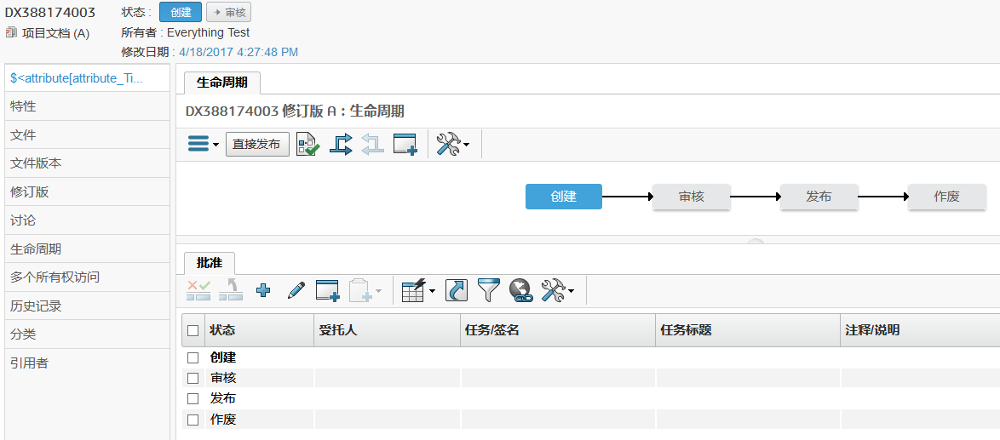 DX388174003
状态： 创建 审核
项目文档 (A)
所有者 : Everything Test
修改日期 : 4/18/2017 4:27:48 PM
$<attribute[attribute_Ti...
特性
文件
文件版本
修订版
讨论
生命周期
多个所有权访问
历史记录
分类
引用者
生命周期
DX388174003 修订版 A：生命周期
直接发布
创建 审核 发布 作废
批准
状态 受托人 任务/签名 任务标题 注释/说明
创建
审核
发布
作废